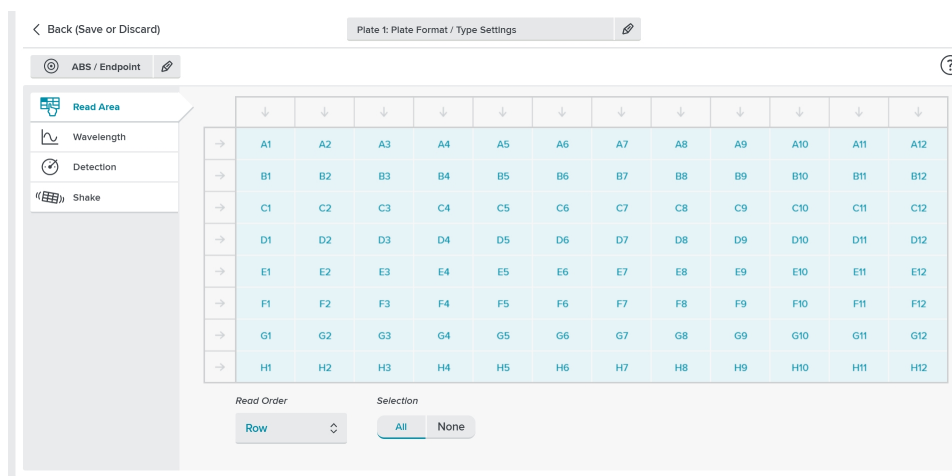 Back (Save or Discard)
Plate 1: Plate Format / Type Settings
ABS / Endpoint
?
Read Area
Wavelength
Detection
Shake
A1 A2 A3 A4 A5 A6 A7 A8 A9 A10 A11 A12
B1 B2 B3 B4 B5 B6 B7 B8 B9 B10 B11 B12
C1 C2 C3 C4 C5 C6 C7 C8 C9 C10 C11 C12
D1 D2 D3 D4 D5 D6 D7 D8 D9 D10 D11 D12
E1 E2 E3 E4 E5 E6 E7 E8 E9 E10 E11 E12
F1 F2 F3 F4 F5 F6 F7 F8 F9 F10 F11 F12
G1 G2 G3 G4 G5 G6 G7 G8 G9 G10 G11 G12
H1 H2 H3 H4 H5 H6 H7 H8 H9 H10 H11 H12
Read Order
Selection
Row
All
None